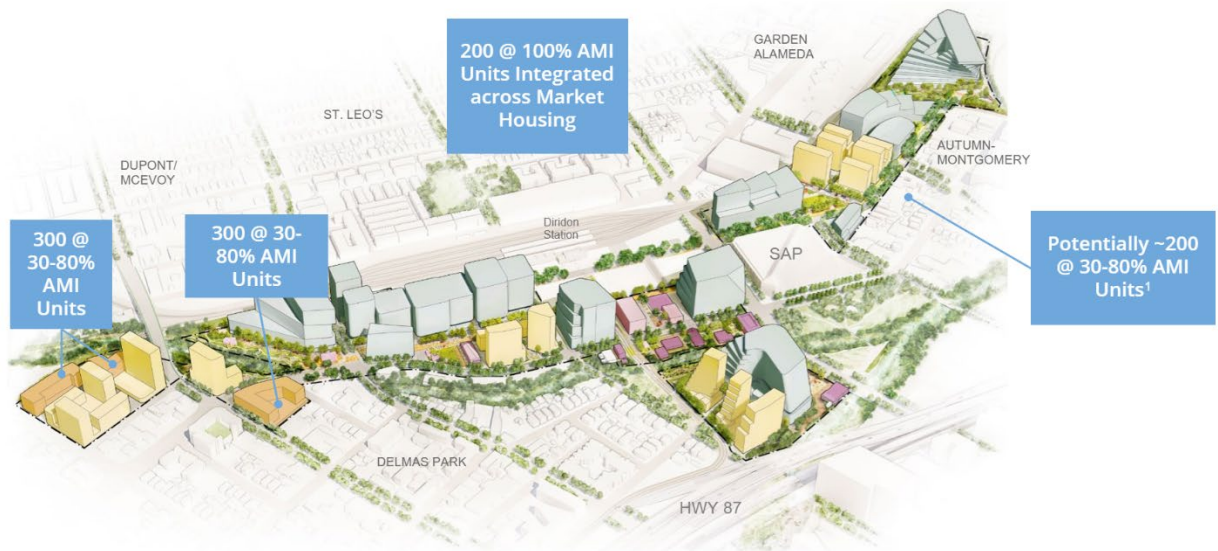 200 @ 100% AMI
Units Integrated
across Market
Housing
GARDEN
ALAMEDA
ST. LEO'S
DUPONT/
MCEVOY
AUTUMN-
MONTGOMERY
300 @
30-80%
AMI
Units
300 @ 30-
80% AMI
Units
Diridon
Station
SAP
Potentially ~200
@ 30-80% AMI
Units¹
DELMAS PARK
HWY 87